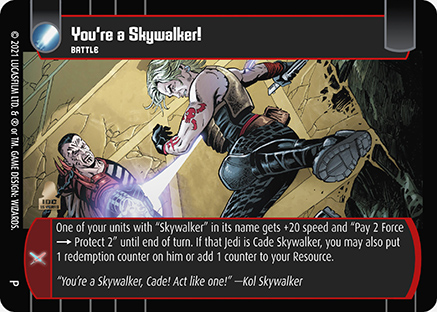 You're a Skywalker!
BATTLE
© 2021 LUCASFILM LTD. & ® or TM. GAME DESIGN: WIZARDS.
One of your units with "Skywalker" in its name gets +20 speed and "Pay 2 Force
→ Protect 2" until end of turn. If that Jedi is Cade Skywalker, you may also put
1 redemption counter on him or add 1 counter to your Resource.
"You're a Skywalker, Cade! Act like one!" —Kol Skywalker
P